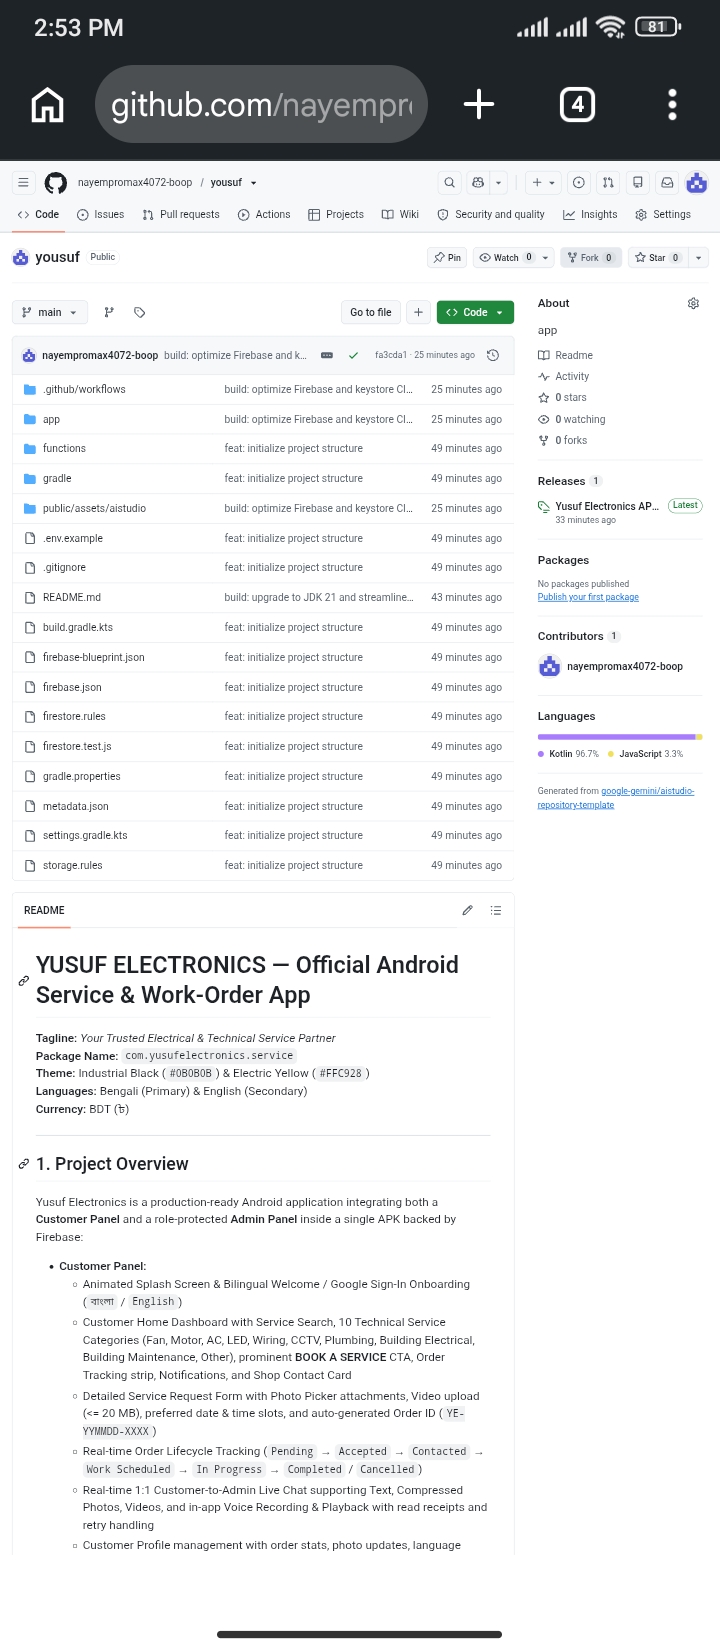 2:53 PM
81
github.com/nayempr
4
nayempromax4072-boop / yousuf
Code Issues Pull requests Actions Projects Wiki Security and quality Insights Settings
yousuf Public
Pin Watch 0 Fork 0 Star 0
main Go to file Code
nayempromax4072-boop build: optimize Firebase and k... fa3cda1 · 25 minutes ago
.github/workflows build: optimize Firebase and keystore CI... 25 minutes ago
app build: optimize Firebase and keystore CI... 25 minutes ago
functions feat: initialize project structure 49 minutes ago
gradle feat: initialize project structure 49 minutes ago
public/assets/aistudio build: optimize Firebase and keystore CI... 25 minutes ago
.env.example feat: initialize project structure 49 minutes ago
.gitignore feat: initialize project structure 49 minutes ago
README.md build: upgrade to JDK 21 and streamline... 43 minutes ago
build.gradle.kts feat: initialize project structure 49 minutes ago
firebase-blueprint.json feat: initialize project structure 49 minutes ago
firebase.json feat: initialize project structure 49 minutes ago
firestore.rules feat: initialize project structure 49 minutes ago
firestore.test.js feat: initialize project structure 49 minutes ago
gradle.properties feat: initialize project structure 49 minutes ago
metadata.json feat: initialize project structure 49 minutes ago
settings.gradle.kts feat: initialize project structure 49 minutes ago
storage.rules feat: initialize project structure 49 minutes ago
About
app
Readme
Activity
0 stars
0 watching
0 forks
Releases 1
Yusuf Electronics AP... Latest
33 minutes ago
Packages
No packages published
Publish your first package
Contributors 1
nayempromax4072-boop
Languages
Kotlin 96.7% JavaScript 3.3%
Generated from google-gemini/aistudio-
repository-template
README
YUSUF ELECTRONICS — Official Android
Service & Work-Order App
Tagline: Your Trusted Electrical & Technical Service Partner
Package Name: com.yusufelectronics.service
Theme: Industrial Black ( #0B0B0B ) & Electric Yellow ( #FFC928 )
Languages: Bengali (Primary) & English (Secondary)
Currency: BDT (৳)
1. Project Overview
Yusuf Electronics is a production-ready Android application integrating both a
Customer Panel and a role-protected Admin Panel inside a single APK backed by
Firebase:
• Customer Panel:
◦ Animated Splash Screen & Bilingual Welcome / Google Sign-In Onboarding
( বাংলা / English )
◦ Customer Home Dashboard with Service Search, 10 Technical Service
Categories (Fan, Motor, AC, LED, Wiring, CCTV, Plumbing, Building Electrical,
Building Maintenance, Other), prominent BOOK A SERVICE CTA, Order
Tracking strip, Notifications, and Shop Contact Card
◦ Detailed Service Request Form with Photo Picker attachments, Video upload
(<= 20 MB), preferred date & time slots, and auto-generated Order ID ( YE-
YYMMDD-XXXX )
◦ Real-time Order Lifecycle Tracking ( Pending → Accepted → Contacted →
Work Scheduled → In Progress → Completed / Cancelled )
◦ Real-time 1:1 Customer-to-Admin Live Chat supporting Text, Compressed
Photos, Videos, and in-app Voice Recording & Playback with read receipts and
retry handling
◦ Customer Profile management with order stats, photo updates, language